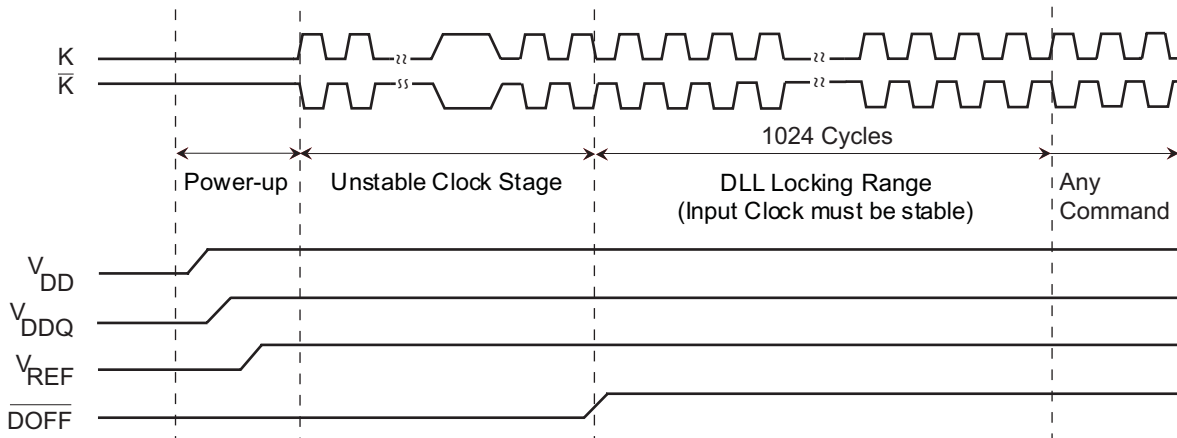 K
K̅
1024 Cycles
Power-up
Unstable Clock Stage
DLL Locking Range
(Input Clock must be stable)
Any
Command
VDD
VDDQ
VREF
D̅O̅F̅F̅